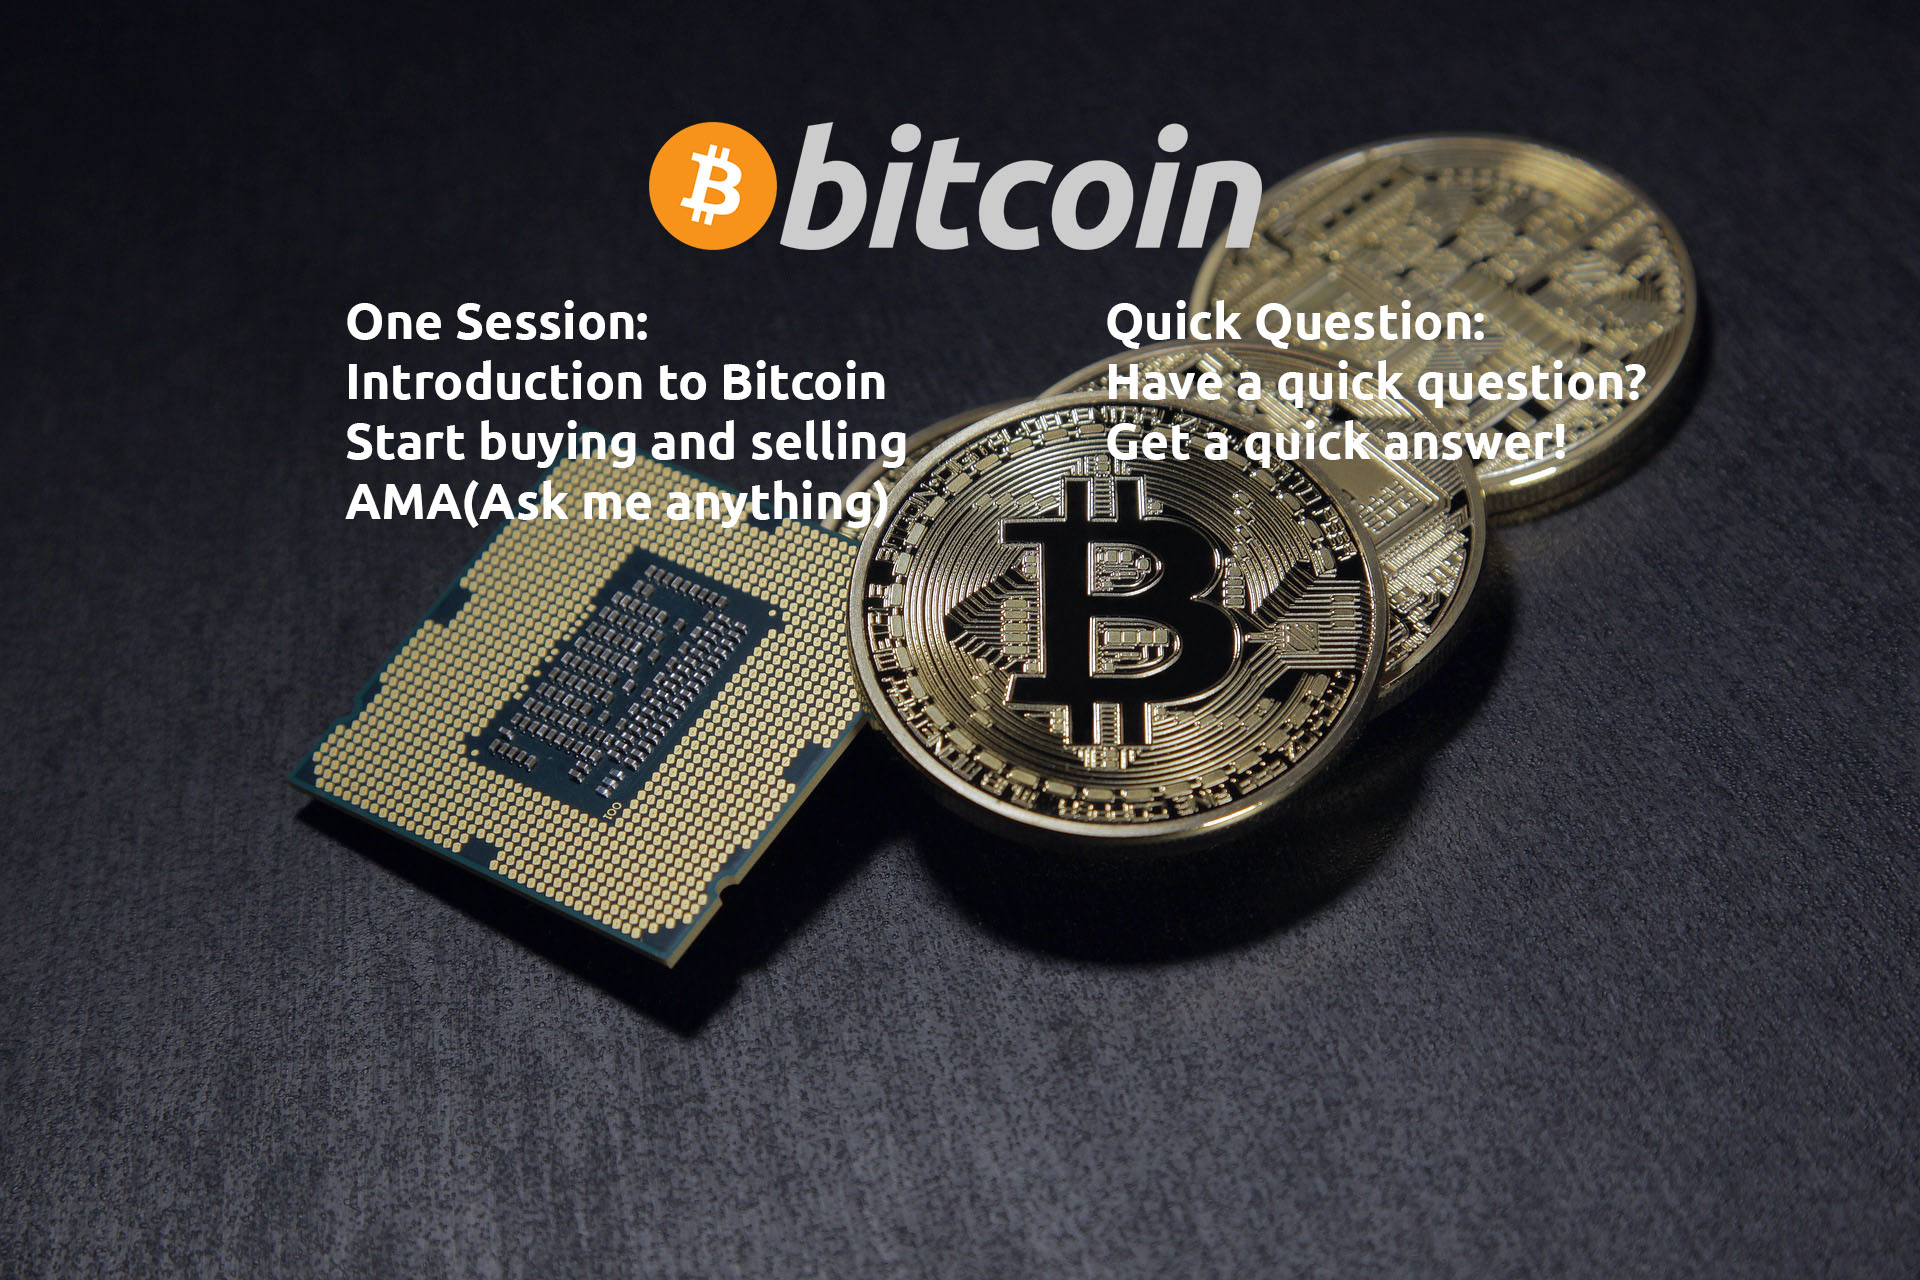 bitcoin
One Session:
Introduction to Bitcoin
Start buying and selling
AMA(Ask me anything)
Quick Question:
Have a quick question?
Get a quick answer!